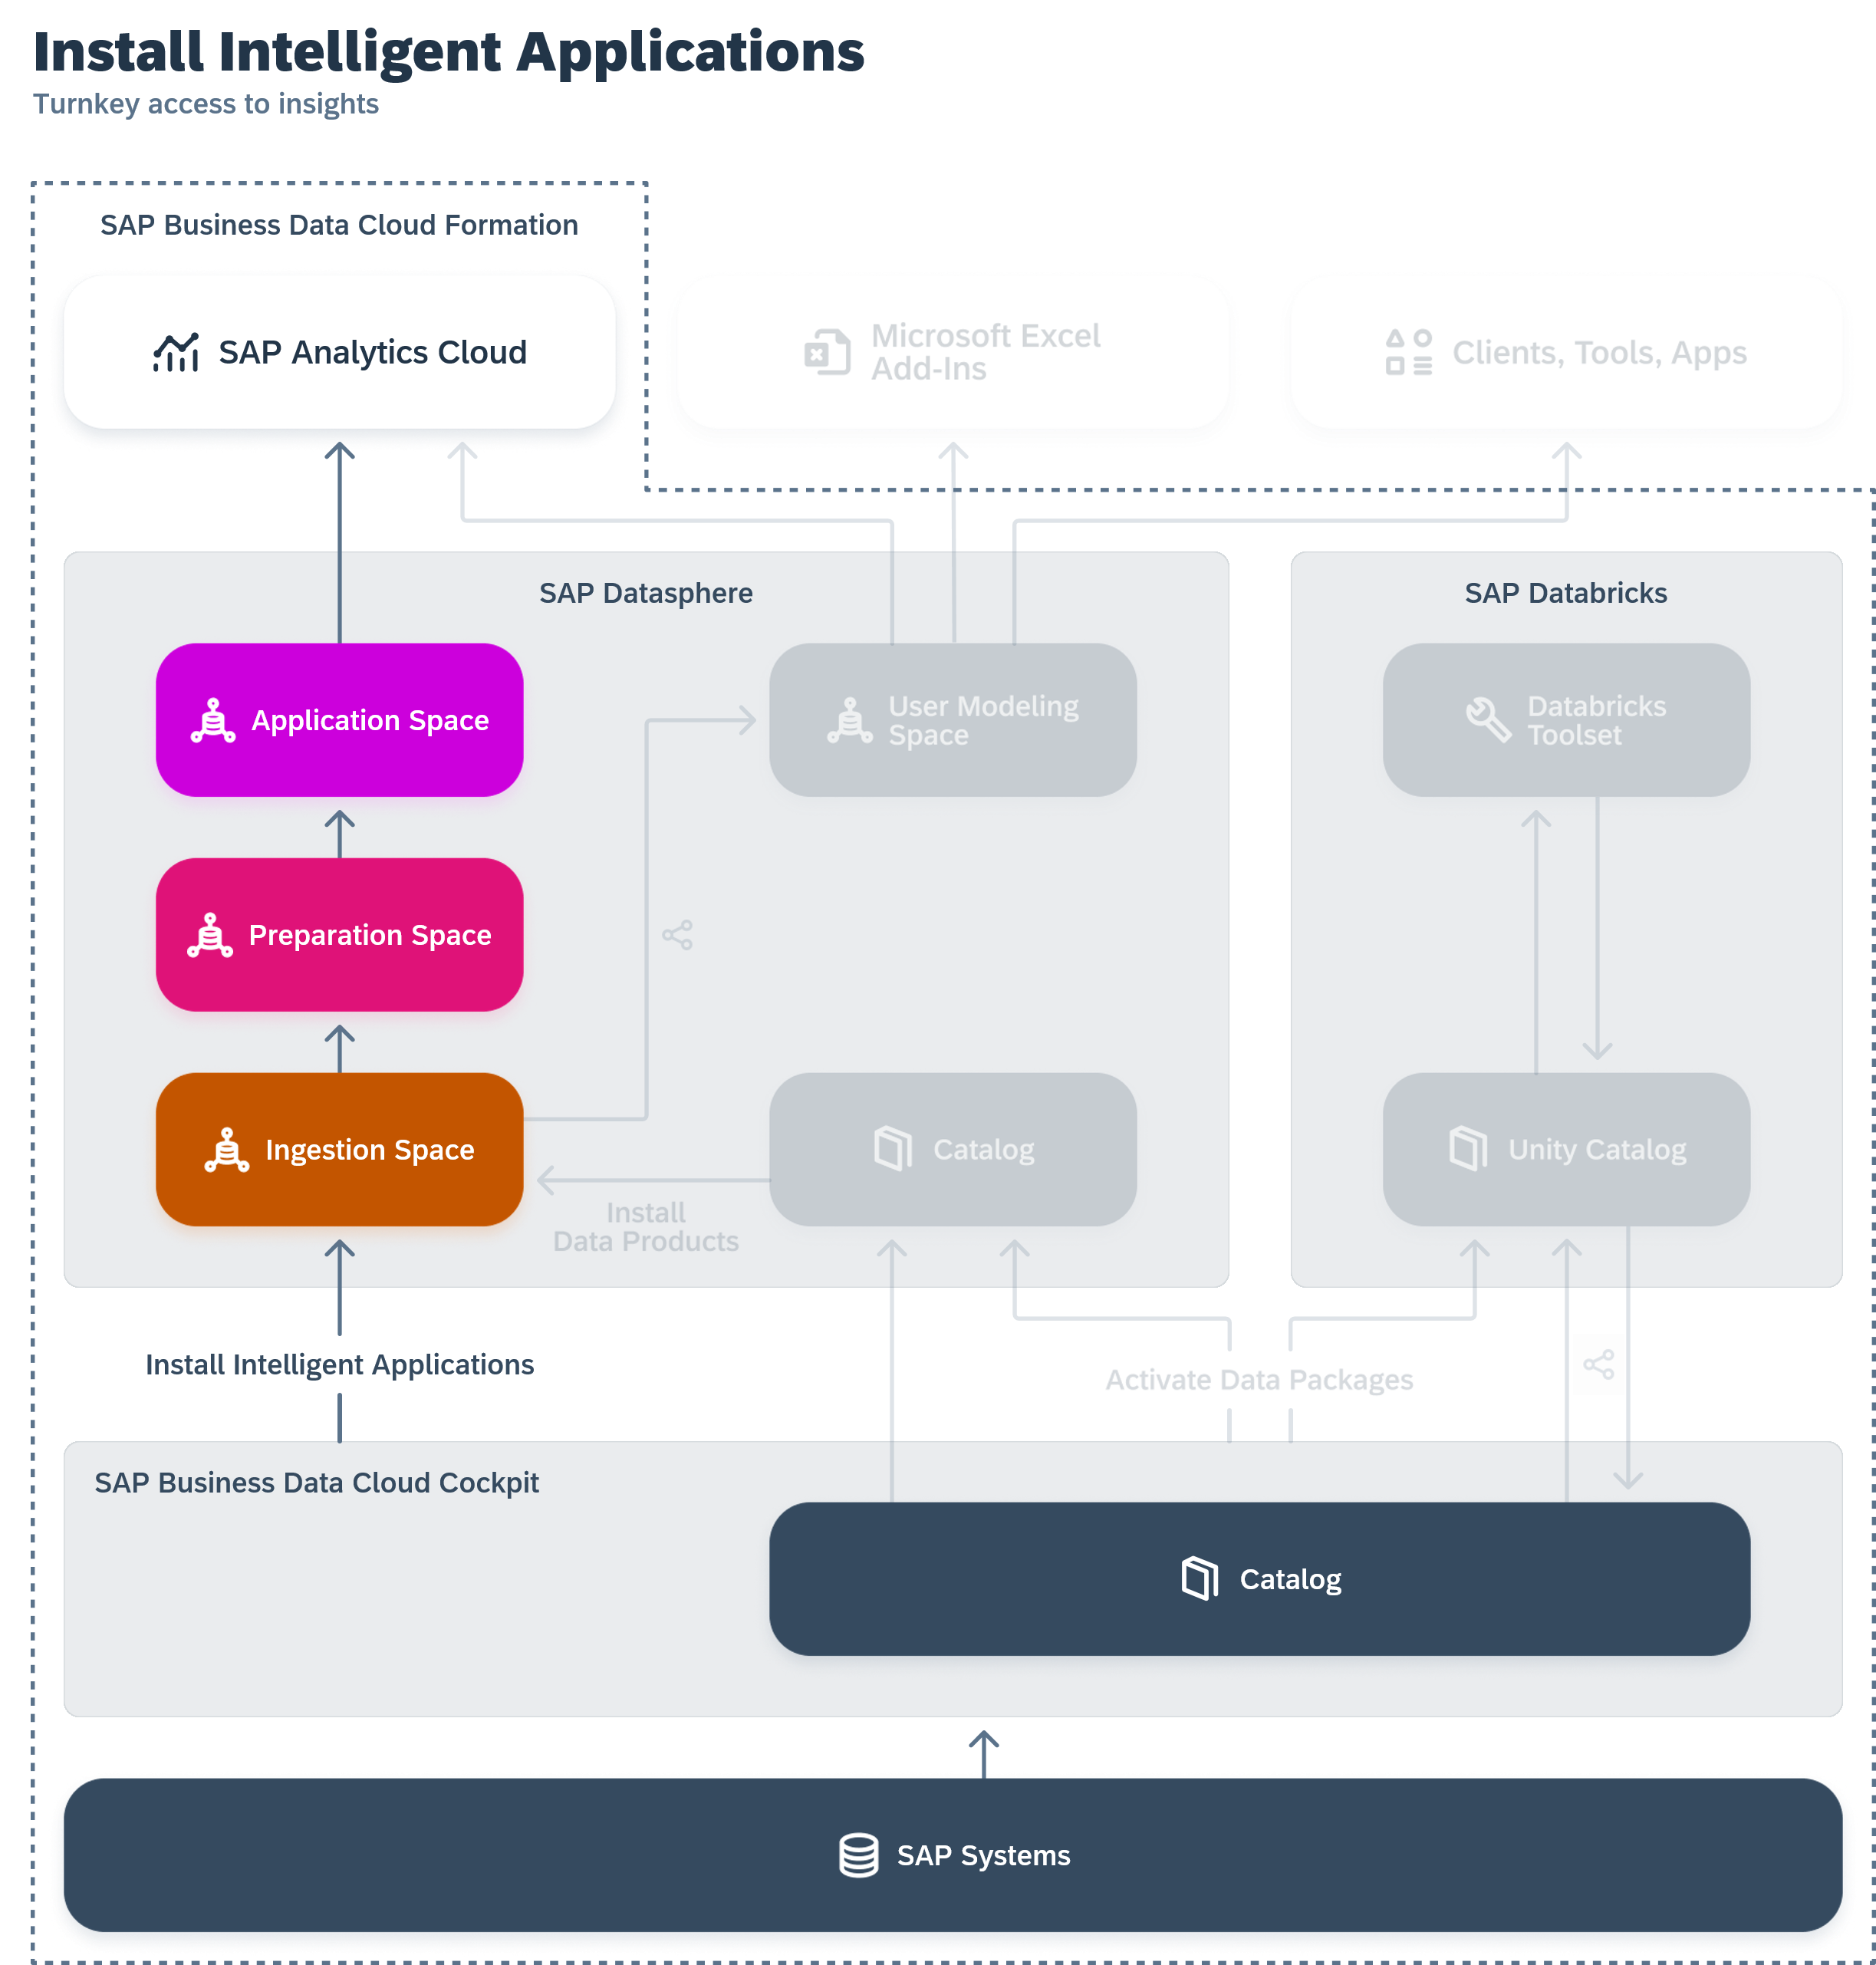 Install Intelligent Applications
Turnkey access to insights
SAP Business Data Cloud Formation
SAP Analytics Cloud
Microsoft Excel
Add-Ins
Clients, Tools, Apps
SAP Datasphere
SAP Databricks
Application Space
User Modeling
Space
Databricks
Toolset
Preparation Space
Ingestion Space
Catalog
Unity Catalog
Install
Data Products
Install Intelligent Applications
Activate Data Packages
SAP Business Data Cloud Cockpit
Catalog
SAP Systems